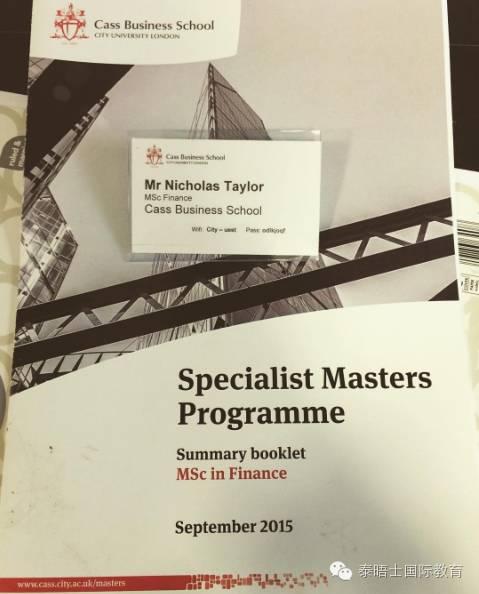 Cass Business School
CITY UNIVERSITY LONDON
Cass Business School
Mr Nicholas Taylor
MSc Finance
Cass Business School
Wifi: City – user Pass:
ruled &
Specialist Masters
Programme
Summary booklet
MSc in Finance
September 2015
www.cass.city.ac.uk/masters
泰晤士国际教育